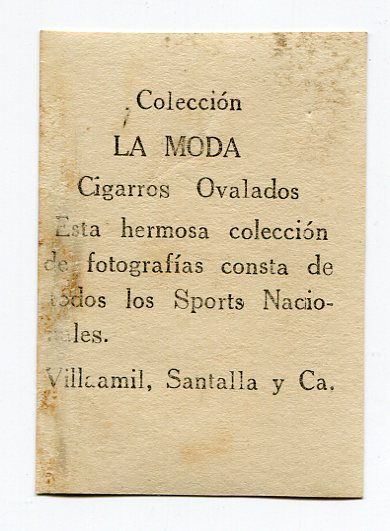 Colección
LA MODA
Cigarros Ovalados
Esta hermosa colección
de fotografías consta de
todos los Sports Nacio-
nales.
Villaamil, Santalla y Ca.